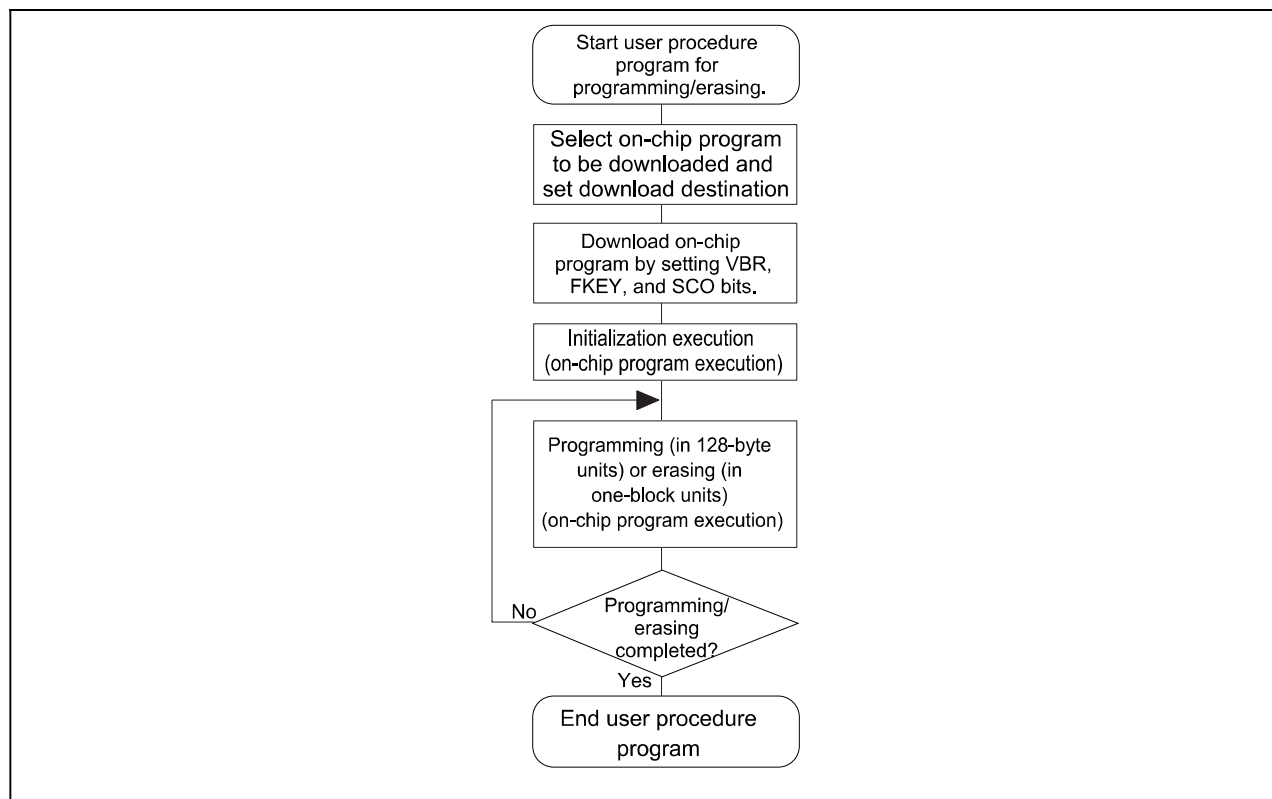 Start user procedure
program for
programming/erasing.
Select on-chip program
to be downloaded and
set download destination
Download on-chip
program by setting VBR,
FKEY, and SCO bits.
Initialization execution
(on-chip program execution)
Programming (in 128-byte
units) or erasing (in
one-block units)
(on-chip program execution)
No
Programming/
erasing
completed?
Yes
End user procedure
program